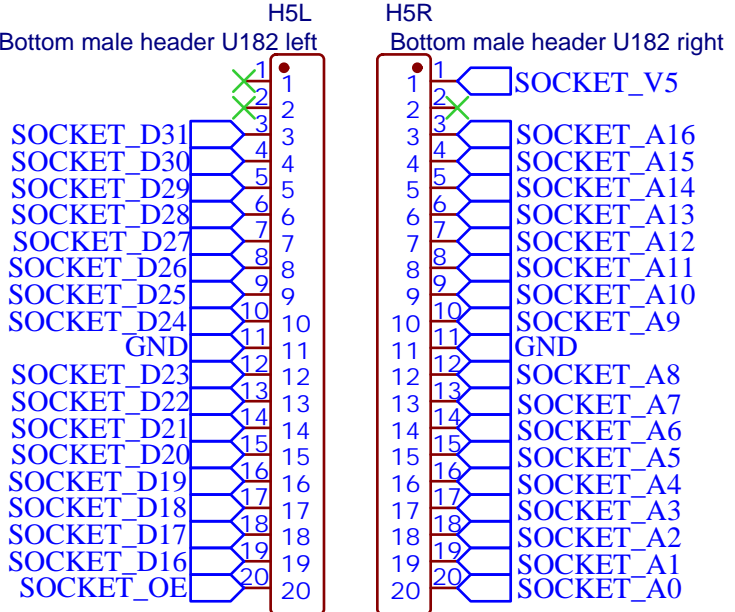 H5L H5R
Bottom male header U182 left Bottom male header U182 right
1 1 1 1 SOCKET_V5
2 2 2 2
SOCKET_D31 3 3 3 3 SOCKET_A16
SOCKET_D30 4 4 4 4 SOCKET_A15
SOCKET_D29 5 5 5 5 SOCKET_A14
SOCKET_D28 6 6 6 6 SOCKET_A13
SOCKET_D27 7 7 7 7 SOCKET_A12
SOCKET_D26 8 8 8 8 SOCKET_A11
SOCKET_D25 9 9 9 9 SOCKET_A10
SOCKET_D24 10 10 10 10 SOCKET_A9
GND 11 11 11 11 GND
SOCKET_D23 12 12 12 12 SOCKET_A8
SOCKET_D22 13 13 13 13 SOCKET_A7
SOCKET_D21 14 14 14 14 SOCKET_A6
SOCKET_D20 15 15 15 15 SOCKET_A5
SOCKET_D19 16 16 16 16 SOCKET_A4
SOCKET_D18 17 17 17 17 SOCKET_A3
SOCKET_D17 18 18 18 18 SOCKET_A2
SOCKET_D16 19 19 19 19 SOCKET_A1
SOCKET_OE 20 20 20 20 SOCKET_A0